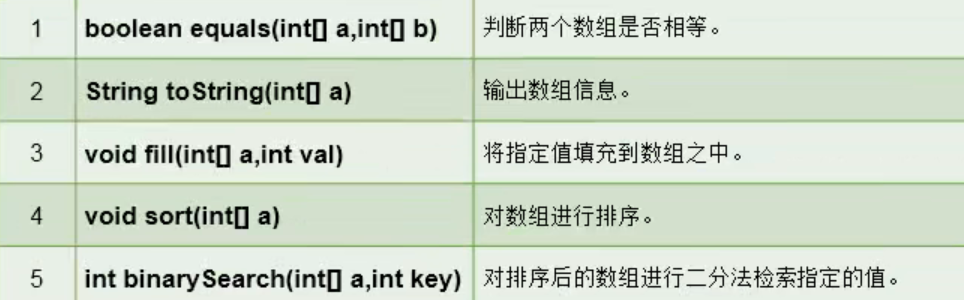 1 boolean equals(int[] a,int[] b) 判断两个数组是否相等。
2 String toString(int[] a) 输出数组信息。
3 void fill(int[] a,int val) 将指定值填充到数组之中。
4 void sort(int[] a) 对数组进行排序。
5 int binarySearch(int[] a,int key) 对排序后的数组进行二分法检索指定的值。